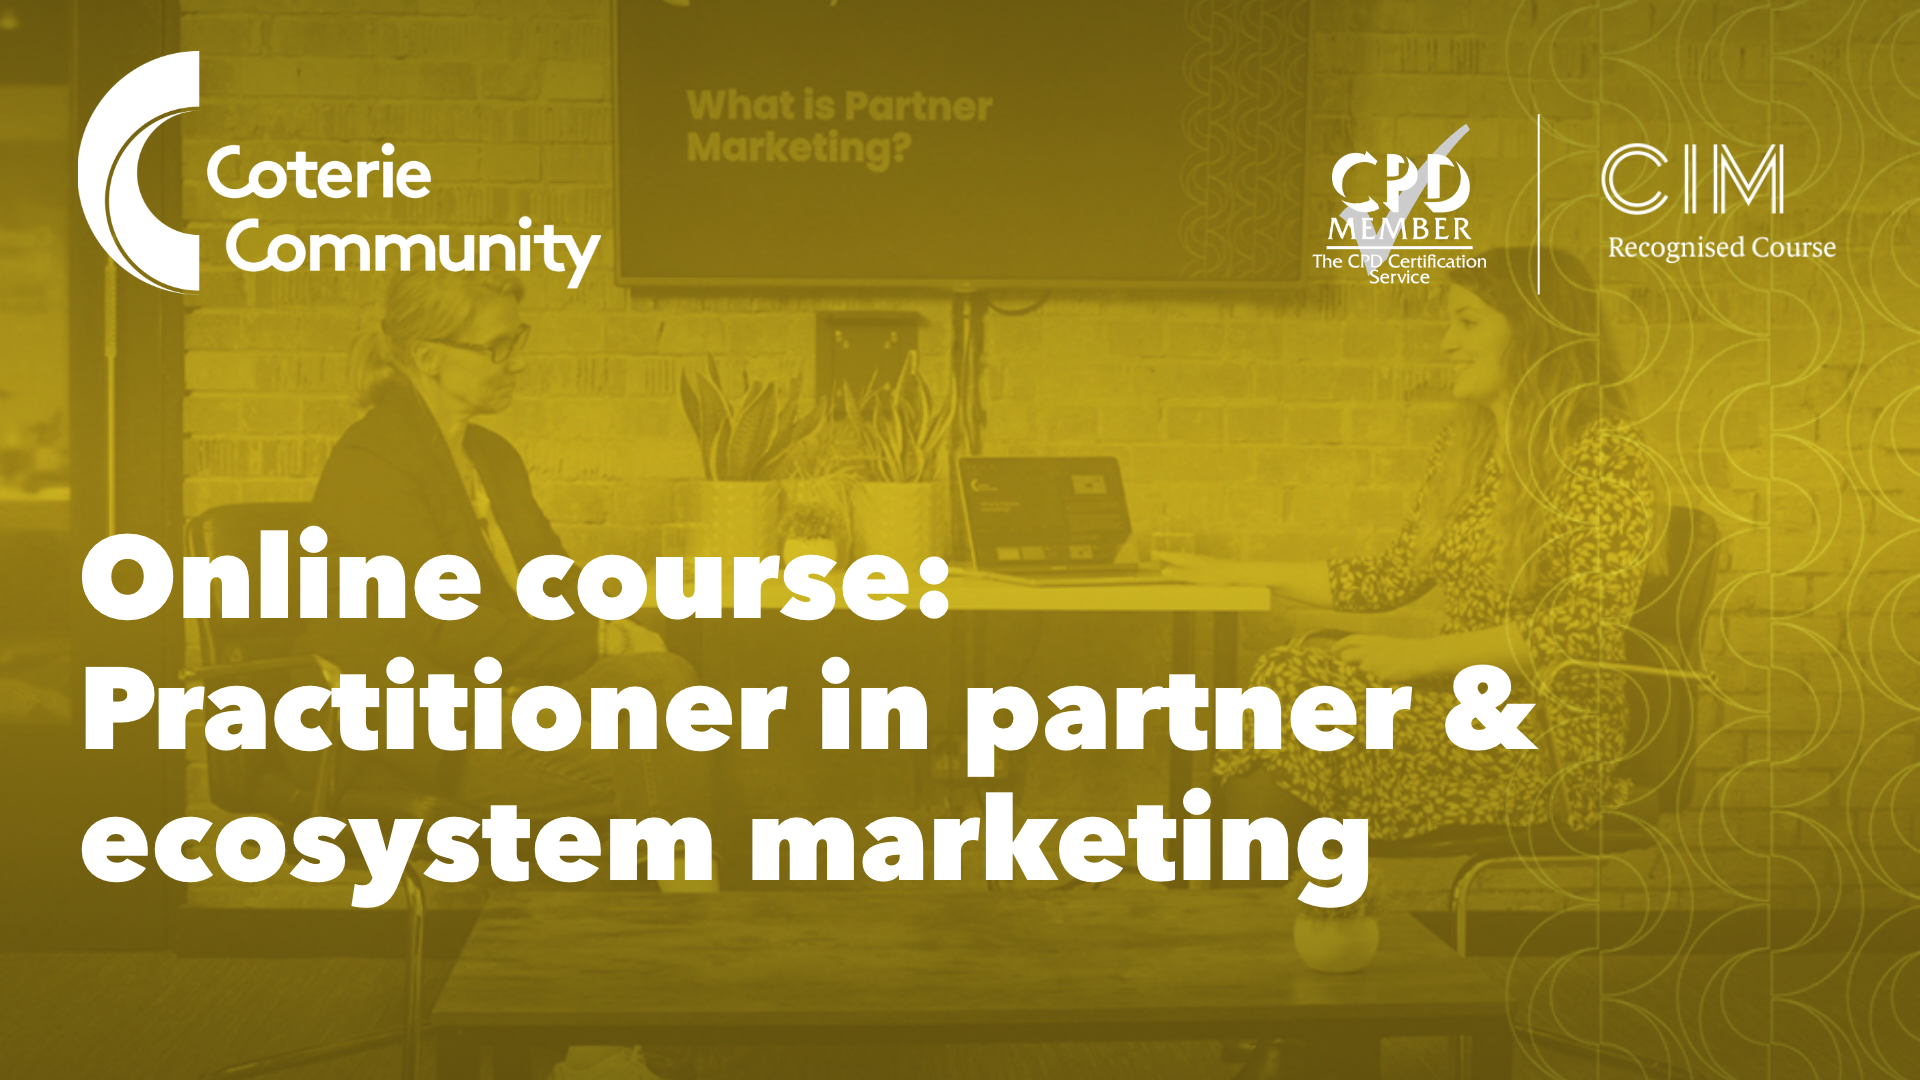 Coterie
Community
What is Partner
Marketing?
CPD
MEMBER
The CPD Certification
Service
CIM
Recognised Course
Online course:
Practitioner in partner &
ecosystem marketing